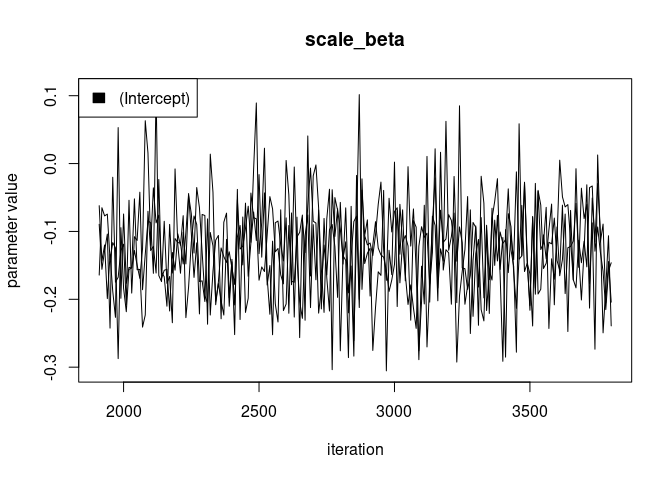 scale_beta
(Intercept)
0.1
0.0
-0.1
-0.2
-0.3
parameter value
2000 2500 3000 3500
iteration